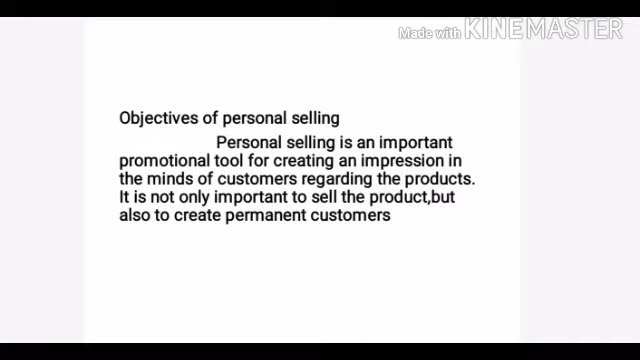 Made with KINEMASTER
Objectives of personal selling
Personal selling is an important
promotional tool for creating an impression in
the minds of customers regarding the products.
It is not only important to sell the product,but
also to create permanent customers